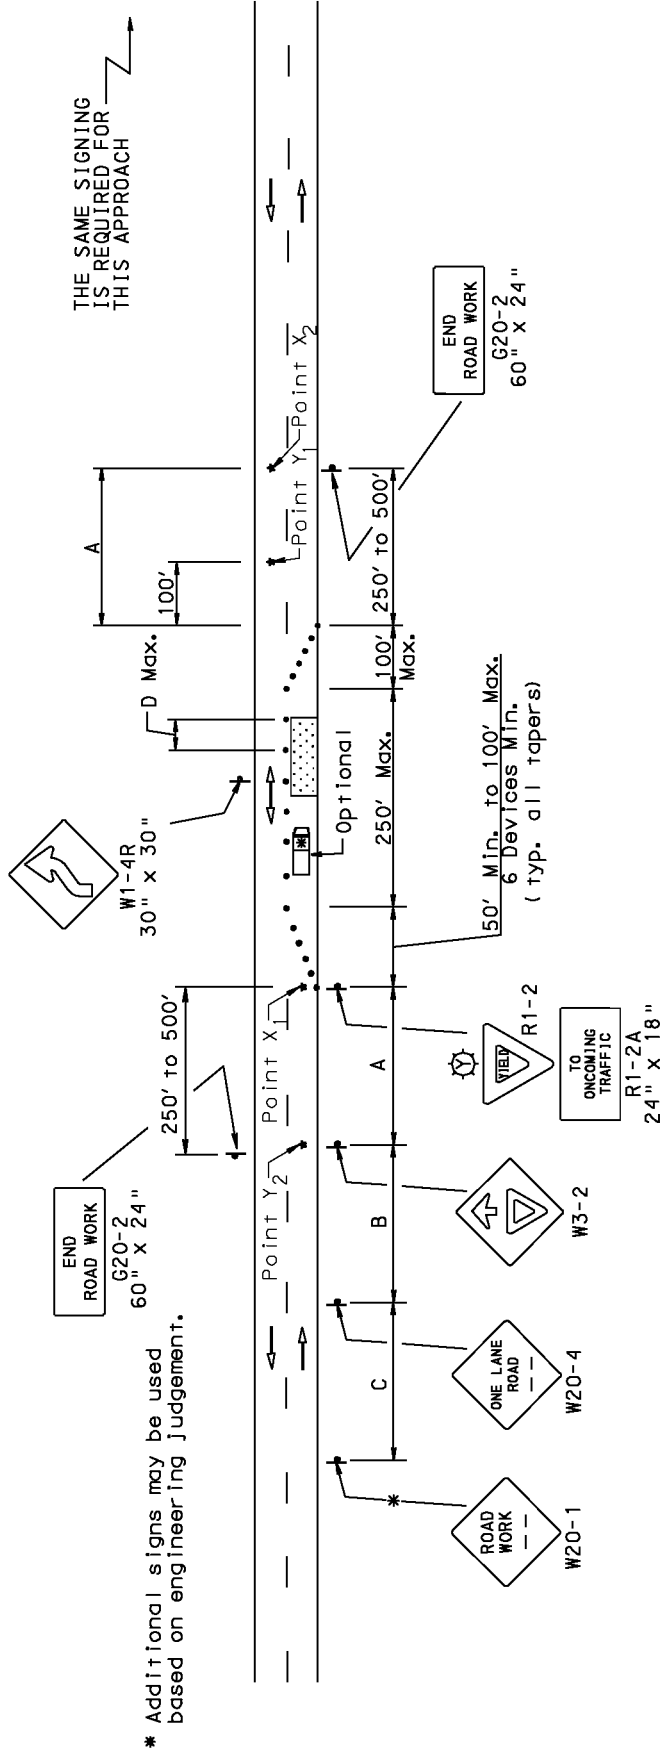 THE SAME SIGNING
IS REQUIRED FOR
THIS APPROACH
END
ROAD WORK
G20-2
60" X 24"
* Additional signs may be used
based on engineering judgement.
250' to 500'
W1-4R
30" x 30"
D Max.
100'
A
Point Y2
Point X1
Point Y1
Point X2
Optional
*
C
B
A
250' Max.
100'
Max.
250' to 500'
50' Min. to 100' Max.
6 Devices Min.
(typ. all tapers)
END
ROAD WORK
G20-2
60" X 24"
*
ROAD
WORK
W20-1
ONE LANE
ROAD
W20-4
W3-2
Y
YIELD
R1-2
TO
ONCOMING
TRAFFIC
R1-2A
24" X 18"